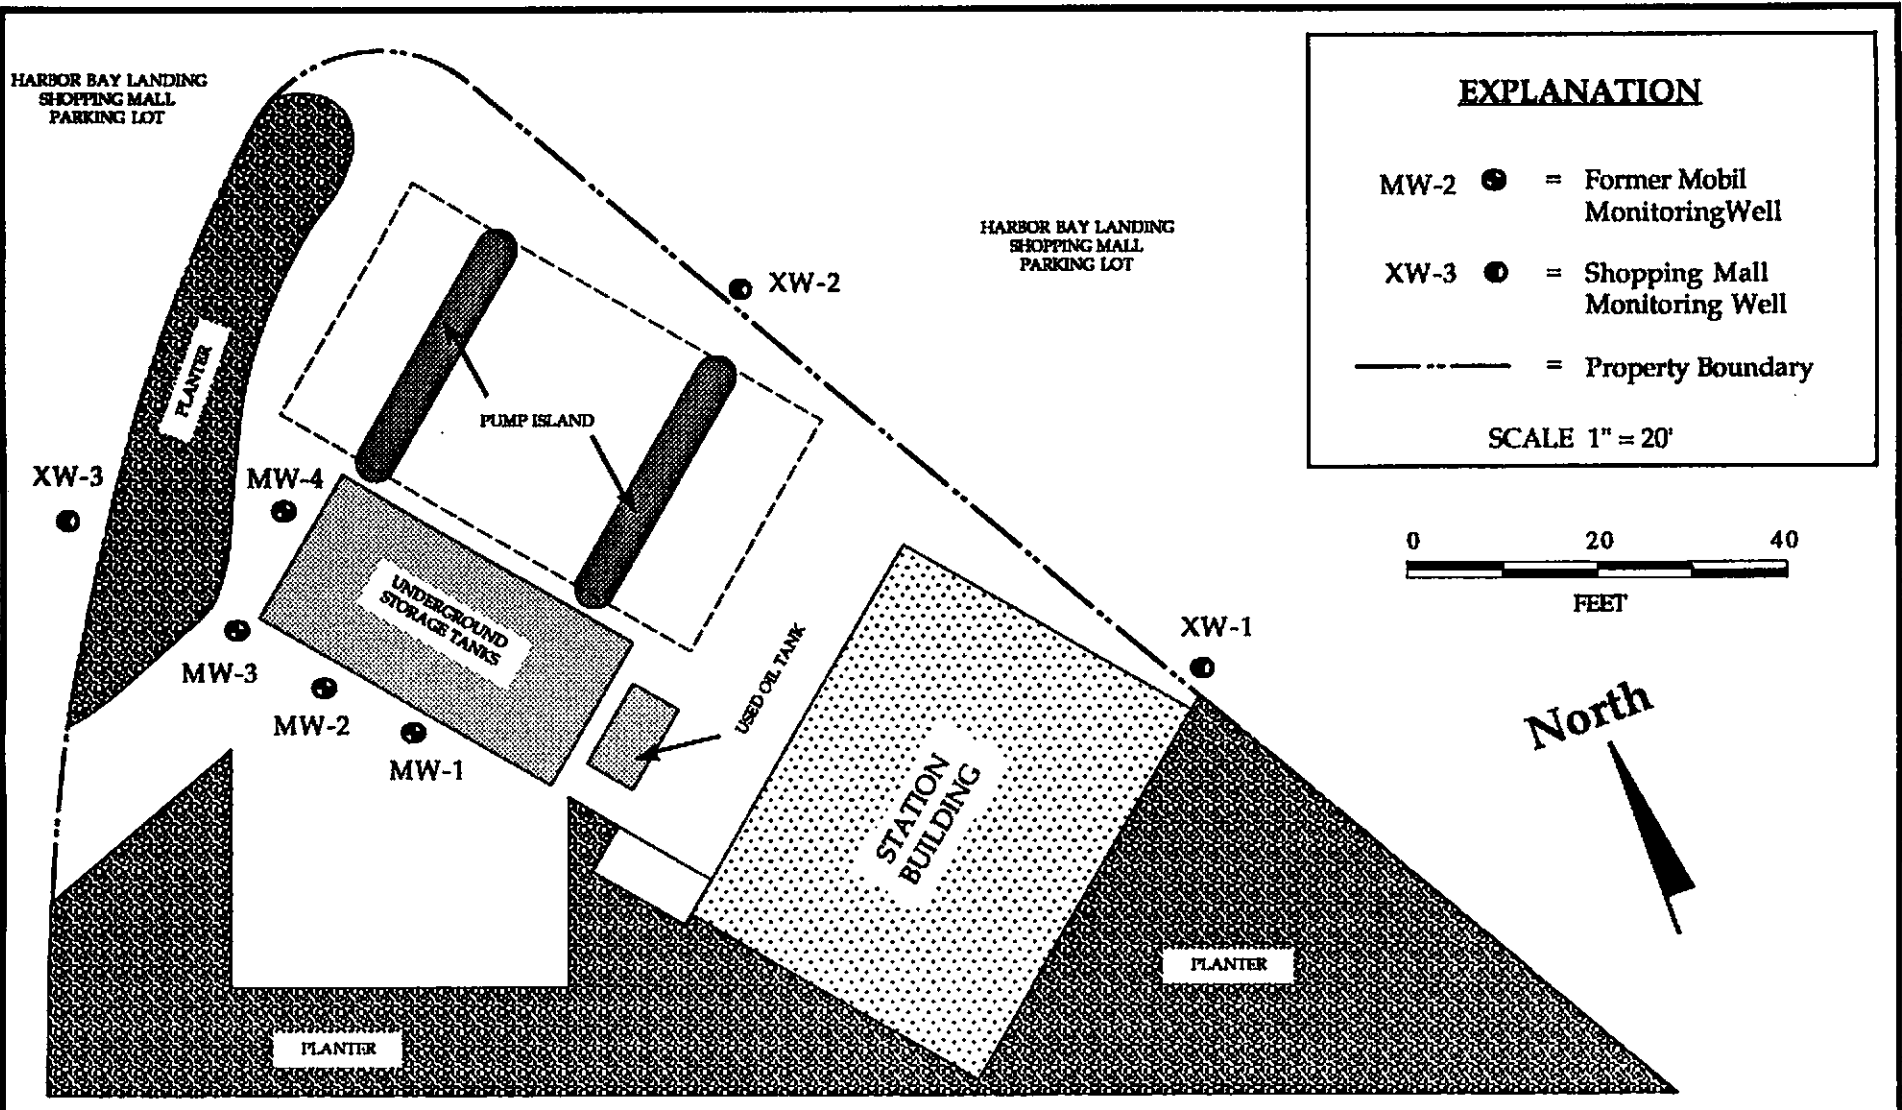 HARBOR BAY LANDING
SHOPPING MALL
PARKING LOT
EXPLANATION
MW-2 = Former Mobil
MonitoringWell
XW-3 = Shopping Mall
Monitoring Well
= Property Boundary
SCALE 1" = 20'
HARBOR BAY LANDING
SHOPPING MALL
PARKING LOT
XW-2
PLANTER
PUMP ISLAND
XW-3
MW-4
0 20 40
FEET
UNDERGROUND
STORAGE TANKS
XW-1
MW-3
USED OIL TANK
MW-2
MW-1
North
STATION
BUILDING
PLANTER
PLANTER